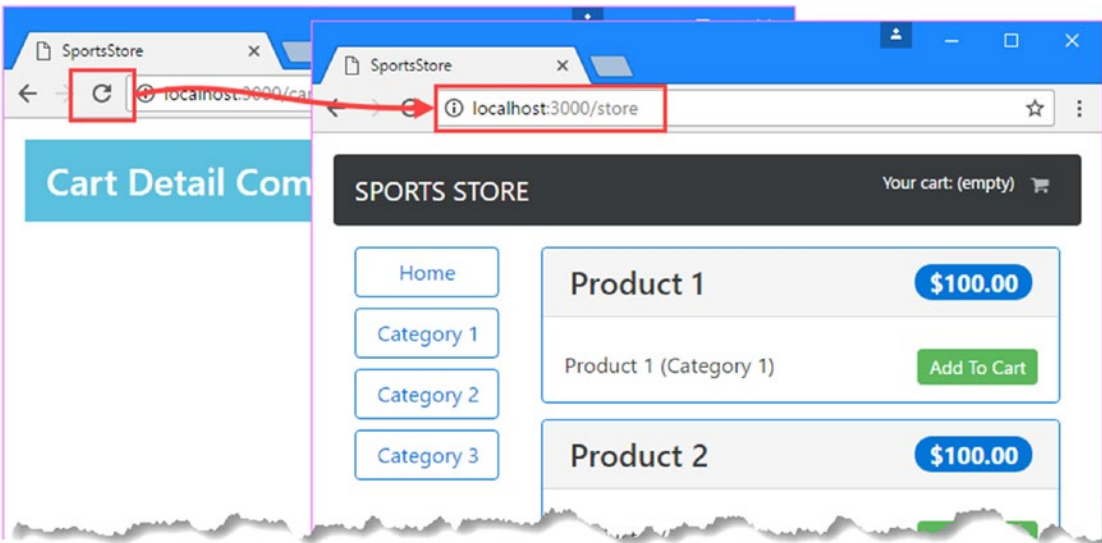 SportsStore
localhost:3000/ca
Cart Detail Com
SportsStore
localhost:3000/store
SPORTS STORE
Your cart: (empty)
Home
Category 1
Category 2
Category 3
Product 1
$100.00
Product 1 (Category 1)
Add To Cart
Product 2
$100.00